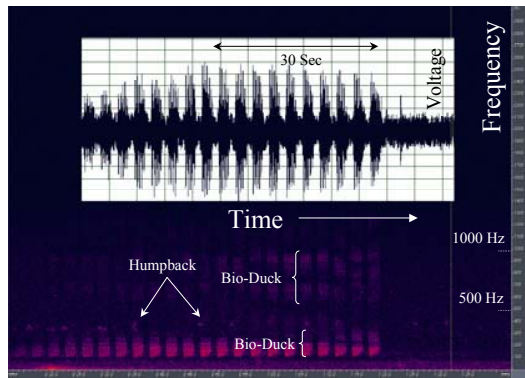 30 Sec
Voltage
Frequency
Time
1000 Hz
Humpback
Bio-Duck
500 Hz
Bio-Duck